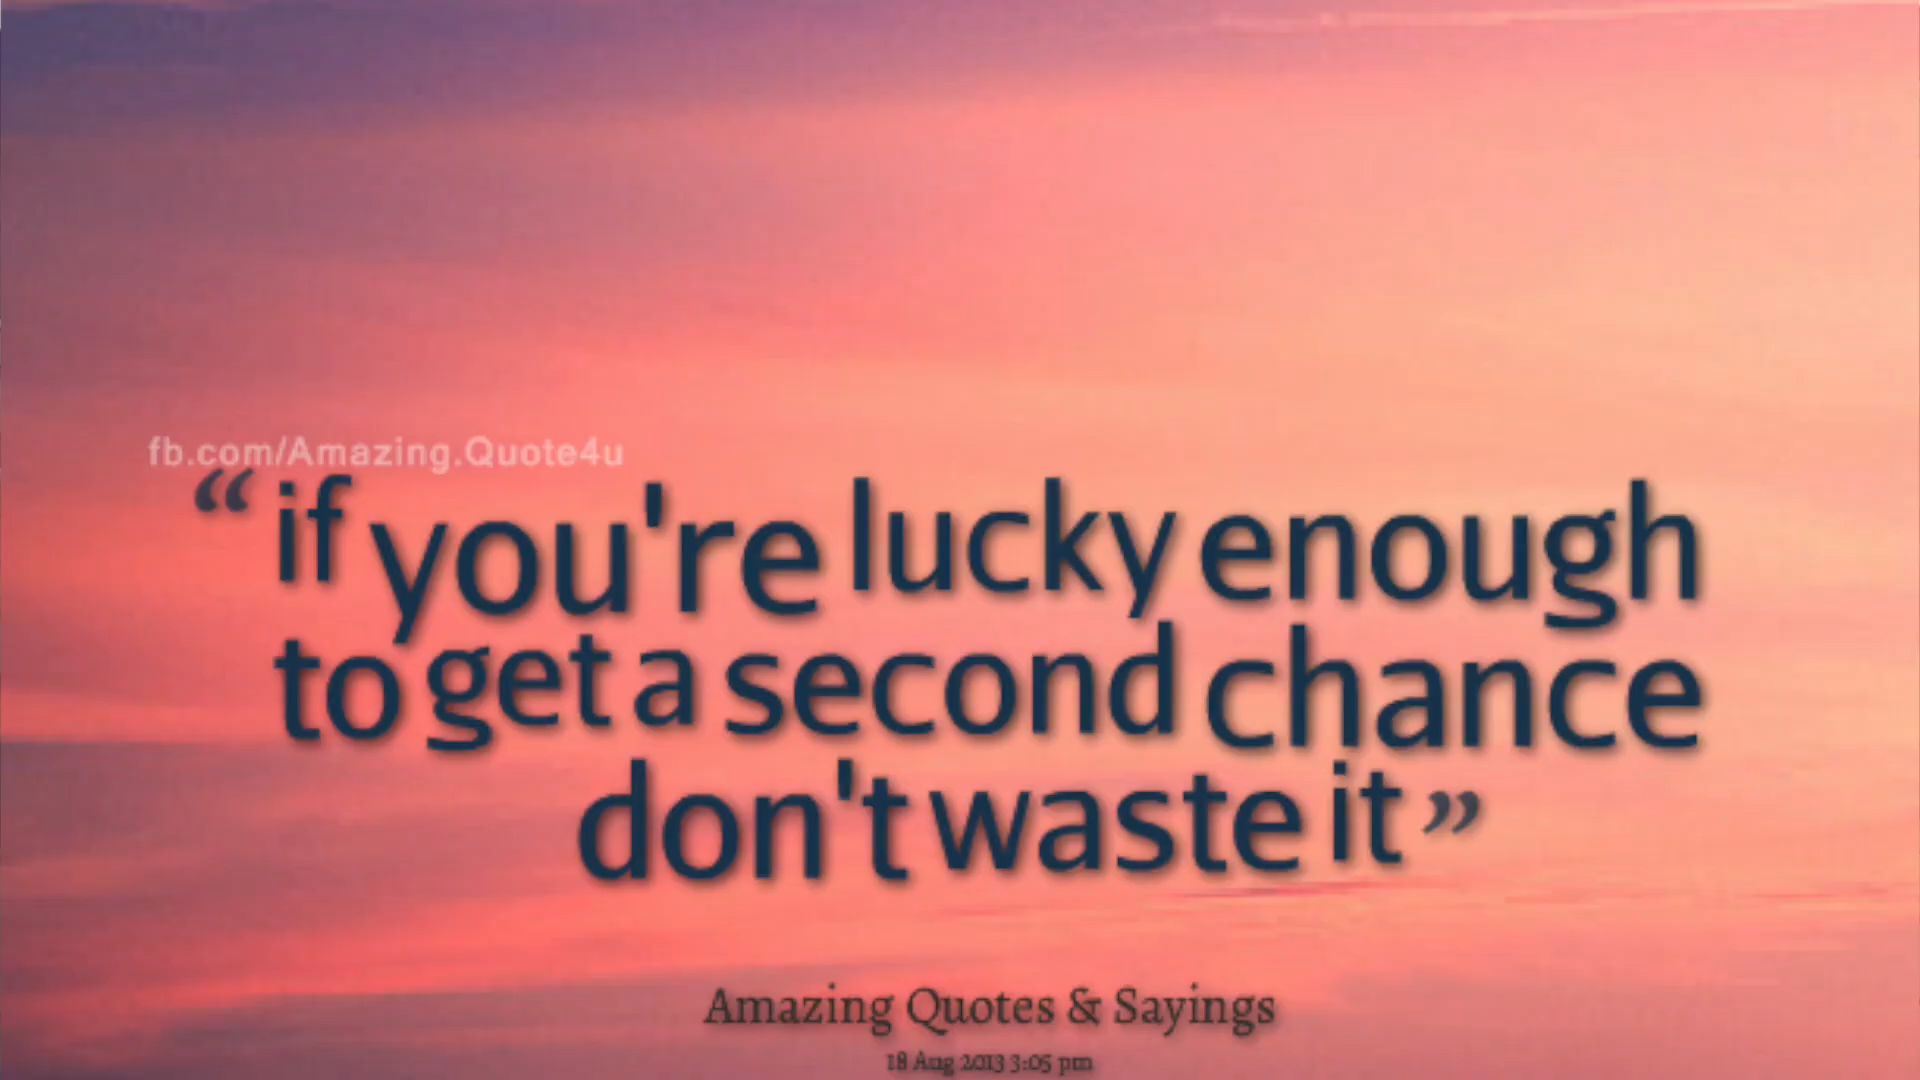 fb.com/Amazing.Quote4u
“if you're lucky enough
to get a second chance
don't waste it”
Amazing Quotes & Sayings
18 Aug 2013 3:05 pm